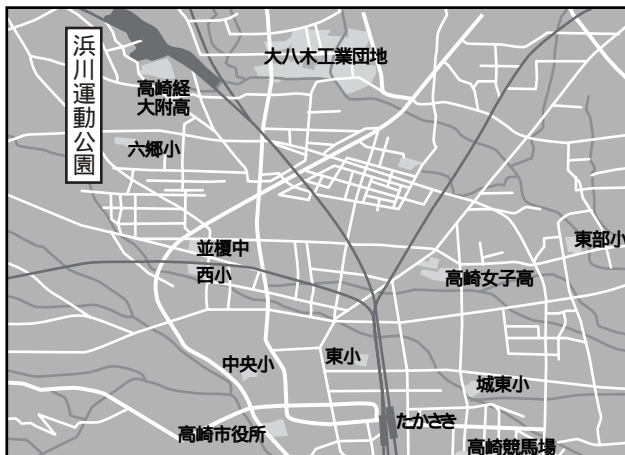 浜川運動公園
大八木工業団地
高崎経
大附高
六郷小
並榎中
西小
東部小
高崎女子高
中央小
東小
城東小
たかさき
高崎市役所
高崎競馬場